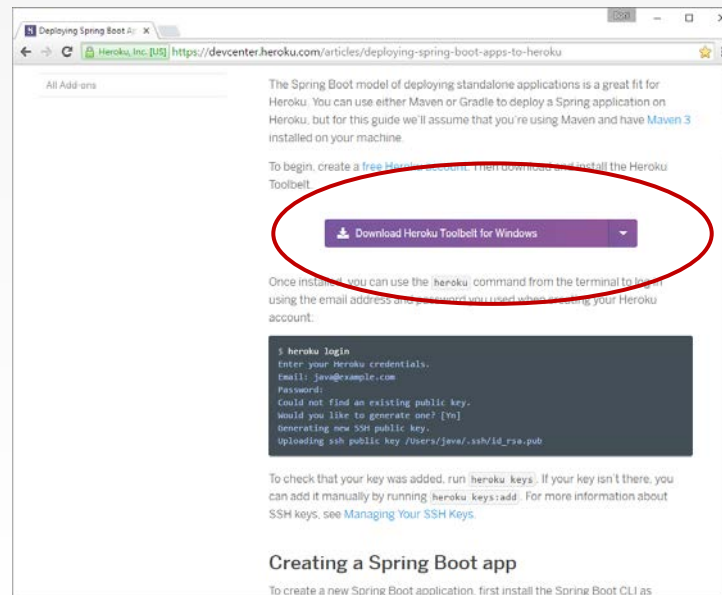 Deploying Spring Boot Ap
Heroku, Inc. [US] https://devcenter.heroku.com/articles/deploying-spring-boot-apps-to-heroku
All Add-ons
The Spring Boot model of deploying standalone applications is a great fit for
Heroku. You can use either Maven or Gradle to deploy a Spring application on
Heroku, but for this guide we'll assume that you're using Maven and have Maven 3
installed on your machine.
To begin, create a free Heroku account. Then download and install the Heroku
Toolbelt.
Download Heroku Toolbelt for Windows
Once installed, you can use the heroku command from the terminal to log in
using the email address and password you used when creating your Heroku
account:
$ heroku login
Enter your Heroku credentials.
Email: java@example.com
Password:
Could not find an existing public key.
Would you like to generate one? [Yn]
Generating new SSH public key.
Uploading ssh public key /Users/java/.ssh/id_rsa.pub
To check that your key was added, run heroku keys. If your key isn't there, you
can add it manually by running heroku keys:add. For more information about
SSH keys, see Managing Your SSH Keys.
Creating a Spring Boot app
To create a new Spring Boot application, first install the Spring Boot CLI as